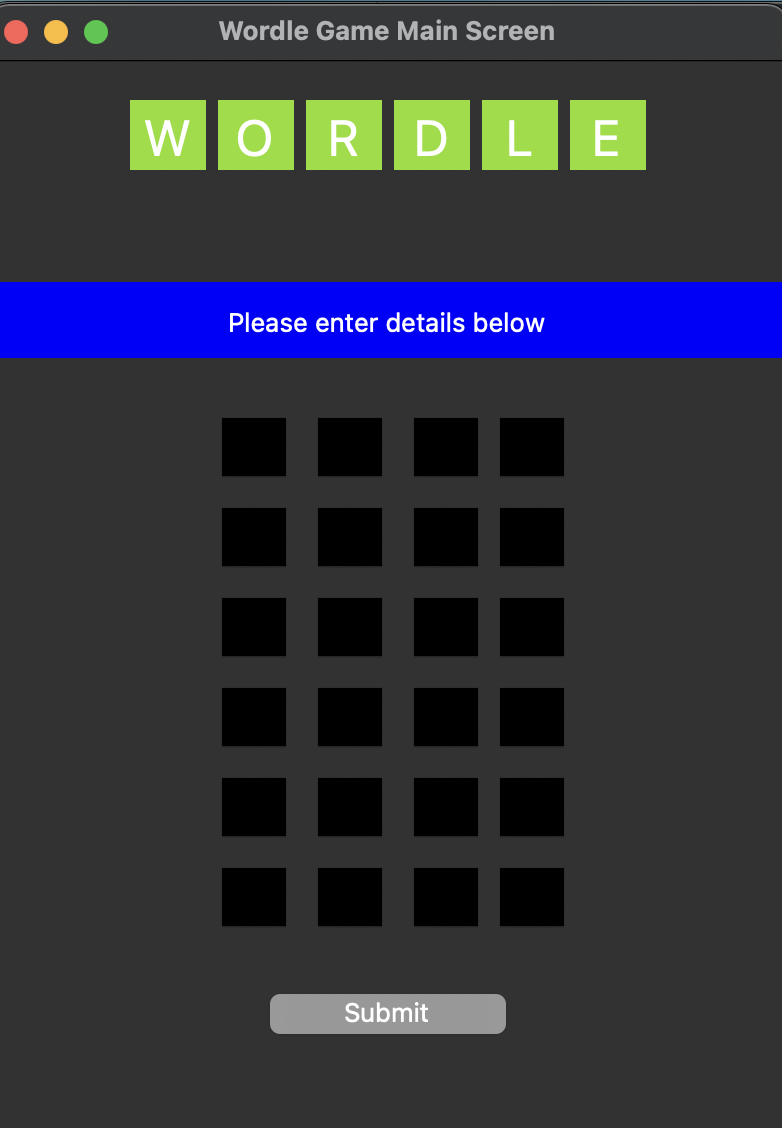 Wordle Game Main Screen
W O R D L E
Please enter details below
Submit